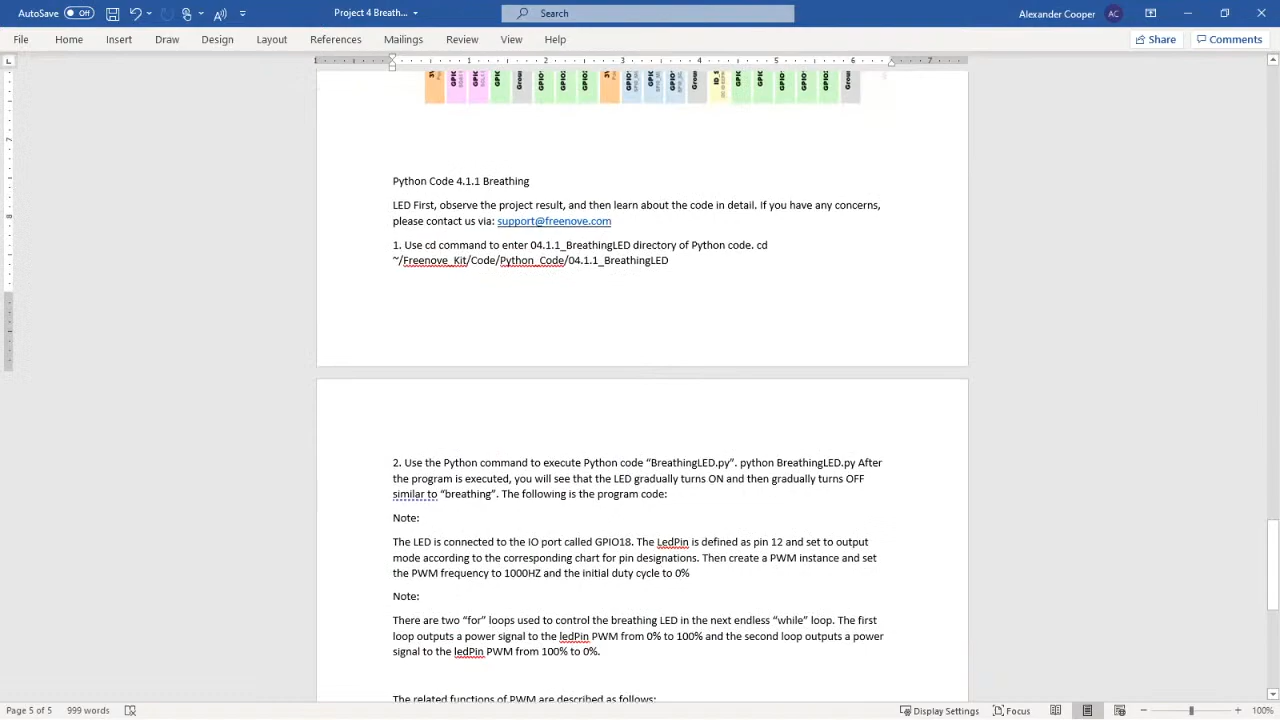 AutoSave Off Project 4 Breath... Search Alexander Cooper AC
File Home Insert Draw Design Layout References Mailings Review View Help Share Comments
1 1 2 3 4 5 6 7
Python Code 4.1.1 Breathing
LED First, observe the project result, and then learn about the code in detail. If you have any concerns,
please contact us via: support@freenove.com
1. Use cd command to enter 04.1.1_BreathingLED directory of Python code. cd
~/Freenove_Kit/Code/Python_Code/04.1.1_BreathingLED
2. Use the Python command to execute Python code “BreathingLED.py”. python BreathingLED.py After
the program is executed, you will see that the LED gradually turns ON and then gradually turns OFF
similar to “breathing”. The following is the program code:
Note:
The LED is connected to the IO port called GPIO18. The LedPin is defined as pin 12 and set to output
mode according to the corresponding chart for pin designations. Then create a PWM instance and set
the PWM frequency to 1000HZ and the initial duty cycle to 0%
Note:
There are two “for” loops used to control the breathing LED in the next endless “while” loop. The first
loop outputs a power signal to the ledPin PWM from 0% to 100% and the second loop outputs a power
signal to the ledPin PWM from 100% to 0%.
The related functions of PWM are described as follows:
Page 5 of 5 999 words Display Settings Focus 100%